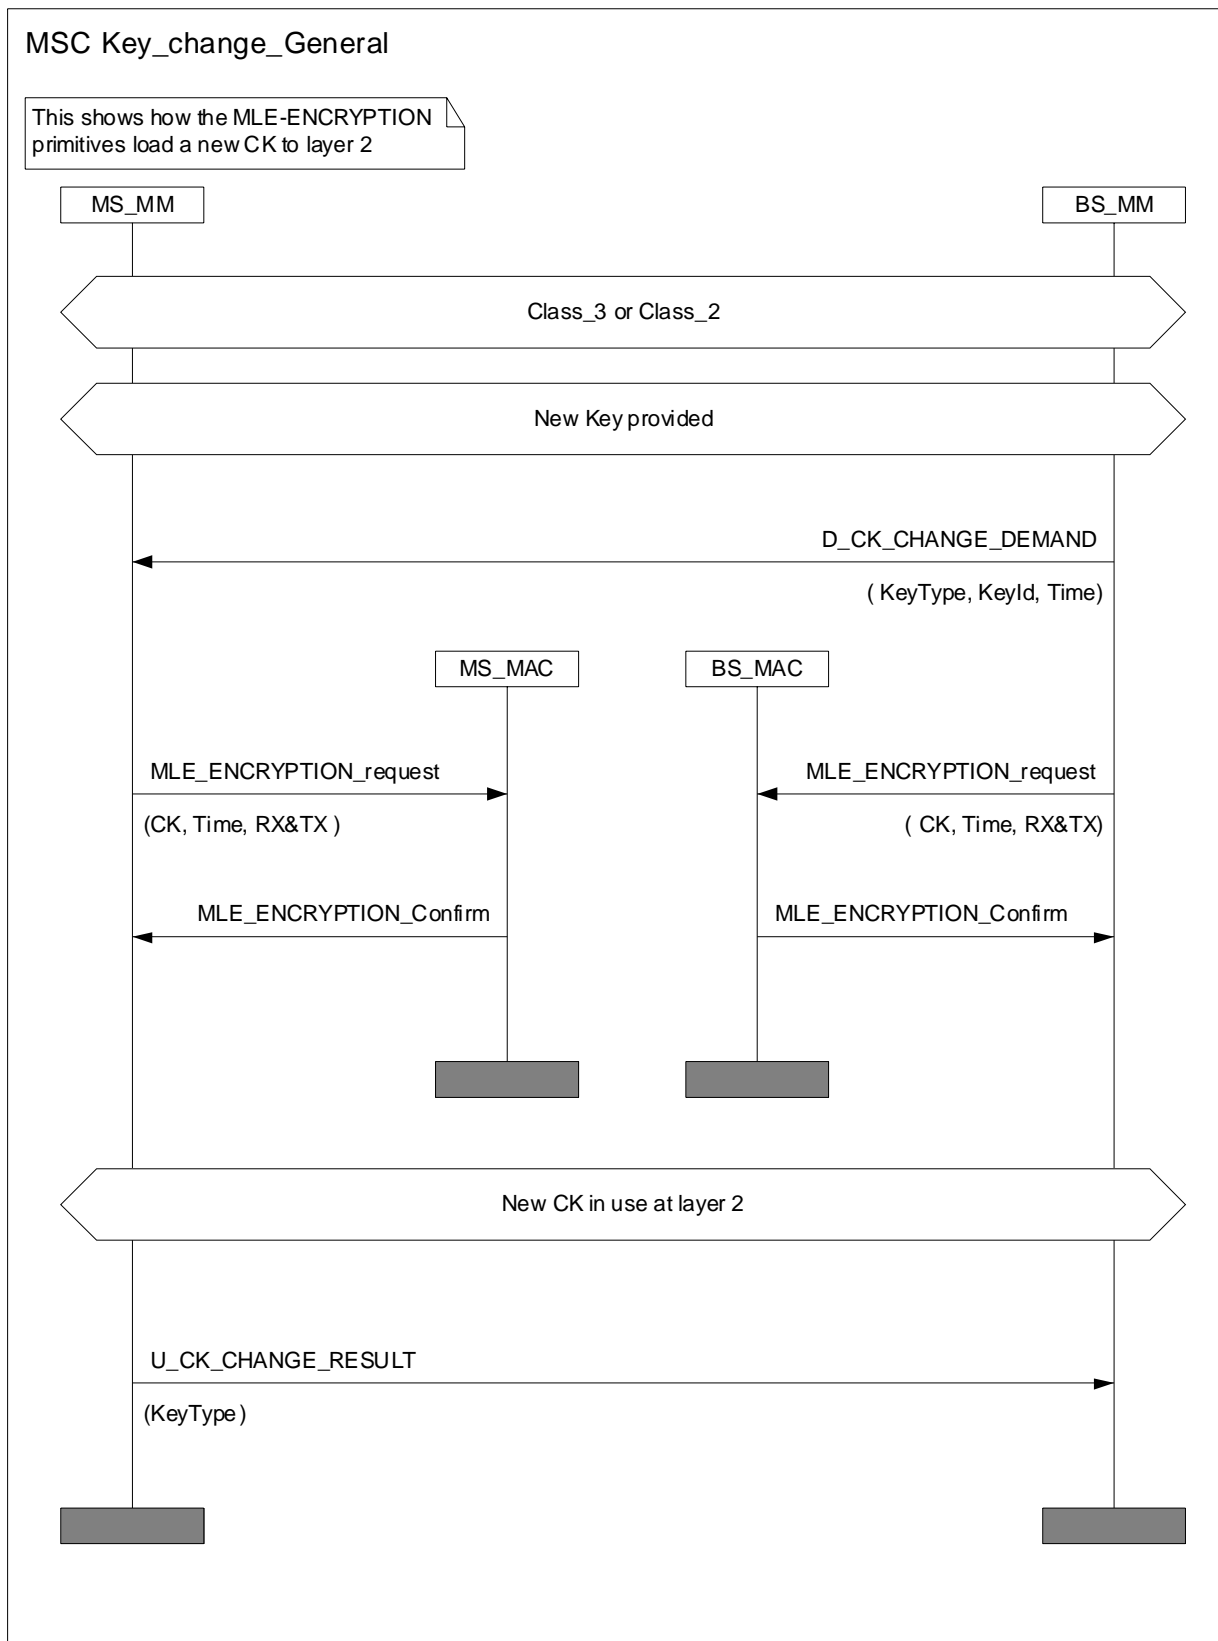 MSC Key_change_General
This shows how the MLE-ENCRYPTION
primitives load a new CK to layer 2
MS_MM
BS_MM
Class_3 or Class_2
New Key provided
D_CK_CHANGE_DEMAND
( KeyType, KeyId, Time)
MS_MAC
BS_MAC
MLE_ENCRYPTION_request
MLE_ENCRYPTION_request
(CK, Time, RX&TX )
( CK, Time, RX&TX)
MLE_ENCRYPTION_Confirm
MLE_ENCRYPTION_Confirm
New CK in use at layer 2
U_CK_CHANGE_RESULT
(KeyType )